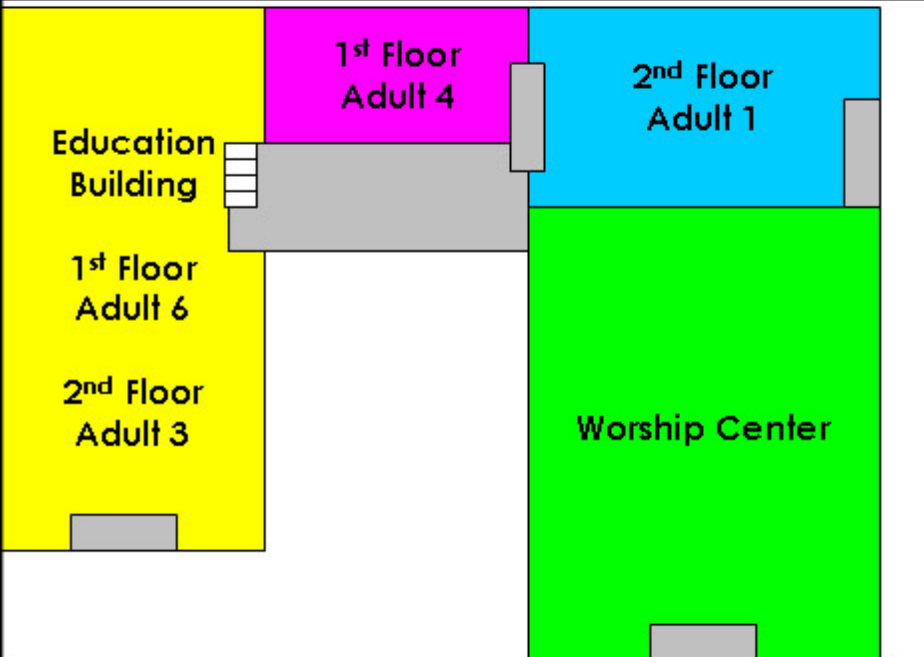 1st Floor
Adult 4
2nd Floor
Adult 1
Education
Building
1st Floor
Adult 6
2nd Floor
Adult 3
Worship Center